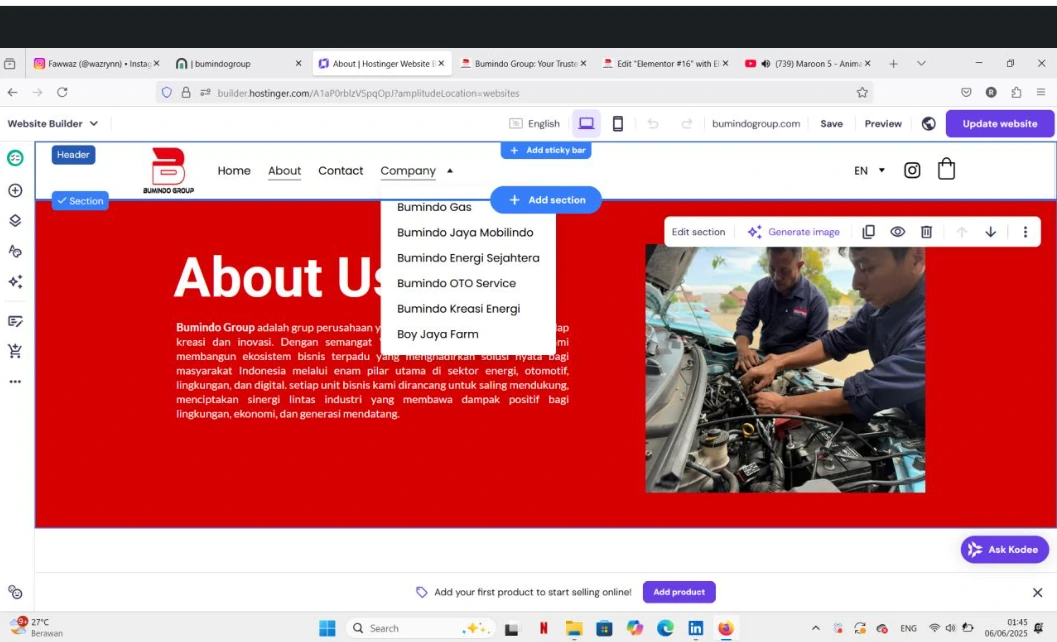 Fawwaz (@wazrynn) • Instag
| bumindogroup
About | Hostinger Website B
Bumindo Group: Your Truste
Edit "Elementor #16" with El
(739) Maroon 5 - Anima
builder.hostinger.com/A1aP0rblzVSpqOpJ?amplitudeLocation=websites
Website Builder
English
bumindogroup.com
Save
Preview
Update website
Header
+ Add sticky bar
BUMINDO GROUP
Home
About
Contact
Company
EN
Section
+ Add section
Bumindo Gas
Bumindo Jaya Mobilindo
Bumindo Energi Sejahtera
Bumindo OTO Service
Bumindo Kreasi Energi
Boy Jaya Farm
Edit section
Generate image
About Us
Bumindo Group adalah grup perusahaan y
kreasi dan inovasi. Dengan semangat
membangun ekosistem bisnis terpadu yang menghadirkan solusi nyata bagi
masyarakat Indonesia melalui enam pilar utama di sektor energi, otomotif,
lingkungan, dan digital. setiap unit bisnis kami dirancang untuk saling mendukung,
menciptakan sinergi lintas industri yang membawa dampak positif bagi
lingkungan, ekonomi, dan generasi mendatang.
Ask Kodee
Add your first product to start selling online!
Add product
27°C
Berawan
Search
ENG
01:45
06/06/2025